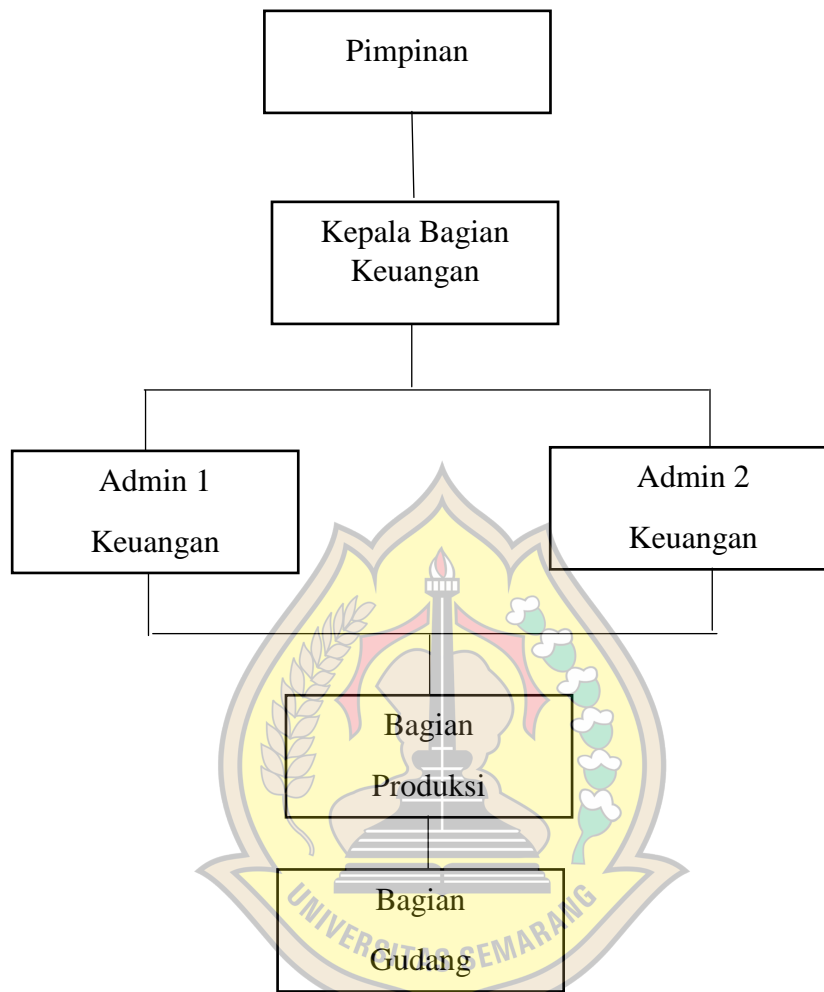 Pimpinan
Kepala Bagian
Keuangan
Admin 1
Keuangan
Admin 2
Keuangan
Bagian
Produksi
Bagian
Gudang
UNIVERSITAS SEMARANG